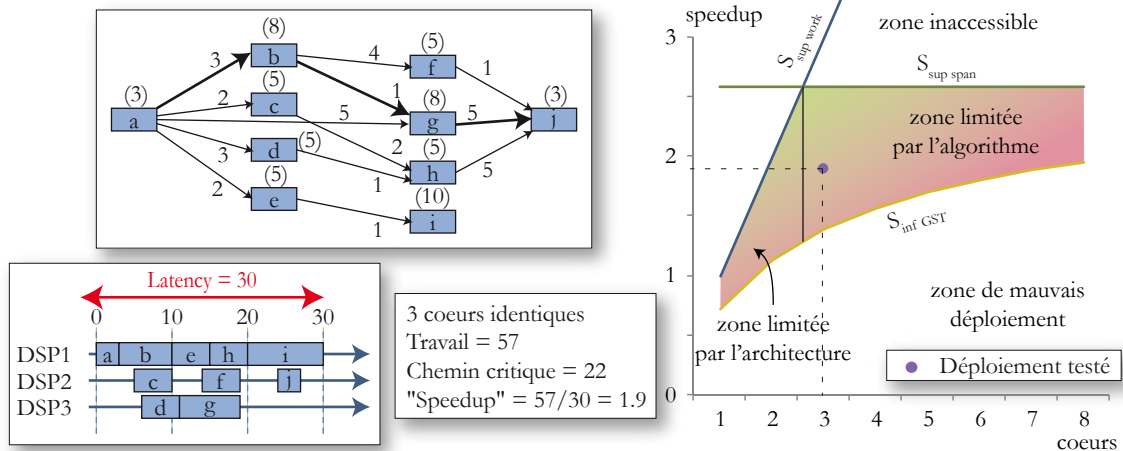 (8)
b
(5)
f
(3)
a
(5)
c
(8)
g
(3)
j
d
(5)
(5)
h
(5)
e
(10)
i
3
4
1
2
1
5
5
3
2
1
5
2
1
Latency = 30
0
10
20
30
DSP1
a
b
e
h
i
DSP2
c
f
j
DSP3
d
g
3 coeurs identiques
Travail = 57
Chemin critique = 22
"Speedup" = 57/30 = 1.9
speedup
zone inaccessible
3
S sup work
S sup span
zone limitée
par l'algorithme
2
S inf GST
1
zone limitée
par l'architecture
zone de mauvais
déploiement
Déploiement testé
0
1
2
3
4
5
6
7
8
coeurs